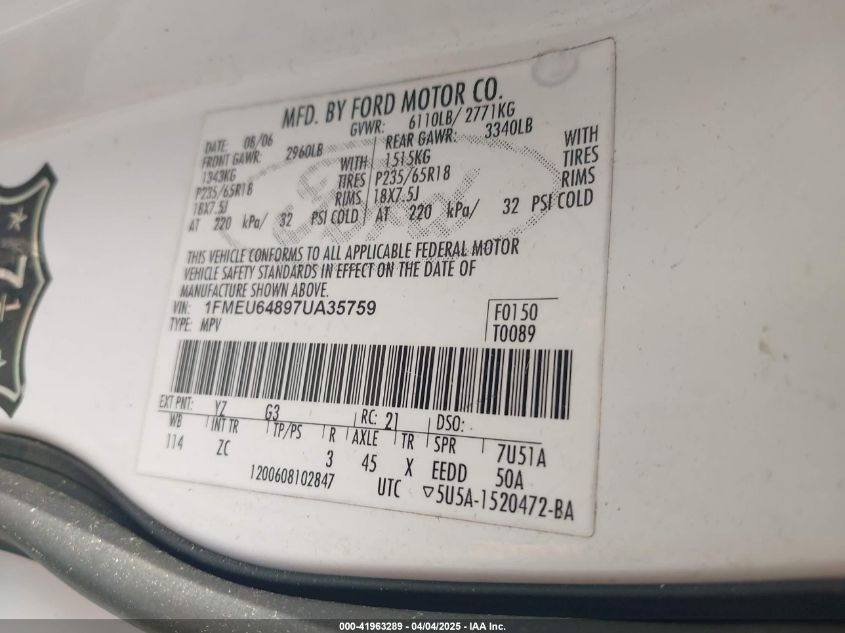 MFD. BY FORD MOTOR CO.
DATE: 08/06 GVWR: 6110LB/ 2771KG
FRONT GAWR: 2960LB REAR GAWR: 3340LB
1343KG WITH 1515KG WITH
P235/65R18 TIRES P235/65R18 TIRES
18X7.5J RIMS 18X7.5J RIMS
AT 220 kPa/ 32 PSI COLD AT 220 kPa/ 32 PSI COLD
THIS VEHICLE CONFORMS TO ALL APPLICABLE FEDERAL MOTOR
VEHICLE SAFETY STANDARDS IN EFFECT ON THE DATE OF
MANUFACTURE SHOWN ABOVE.
VIN: 1FMEU64897UA35759 F0150
TYPE: MPV T0089
EXT PNT: YZ G3 RC: 21 DSO:
WB INT TR TP/PS R AXLE TR SPR 7U51A
114 ZC 3 45 X EEDD 50A
1200608102847 UTC ▽5U5A-1520472-BA
7
000-41963289 - 04/04/2025 - IAA Inc.